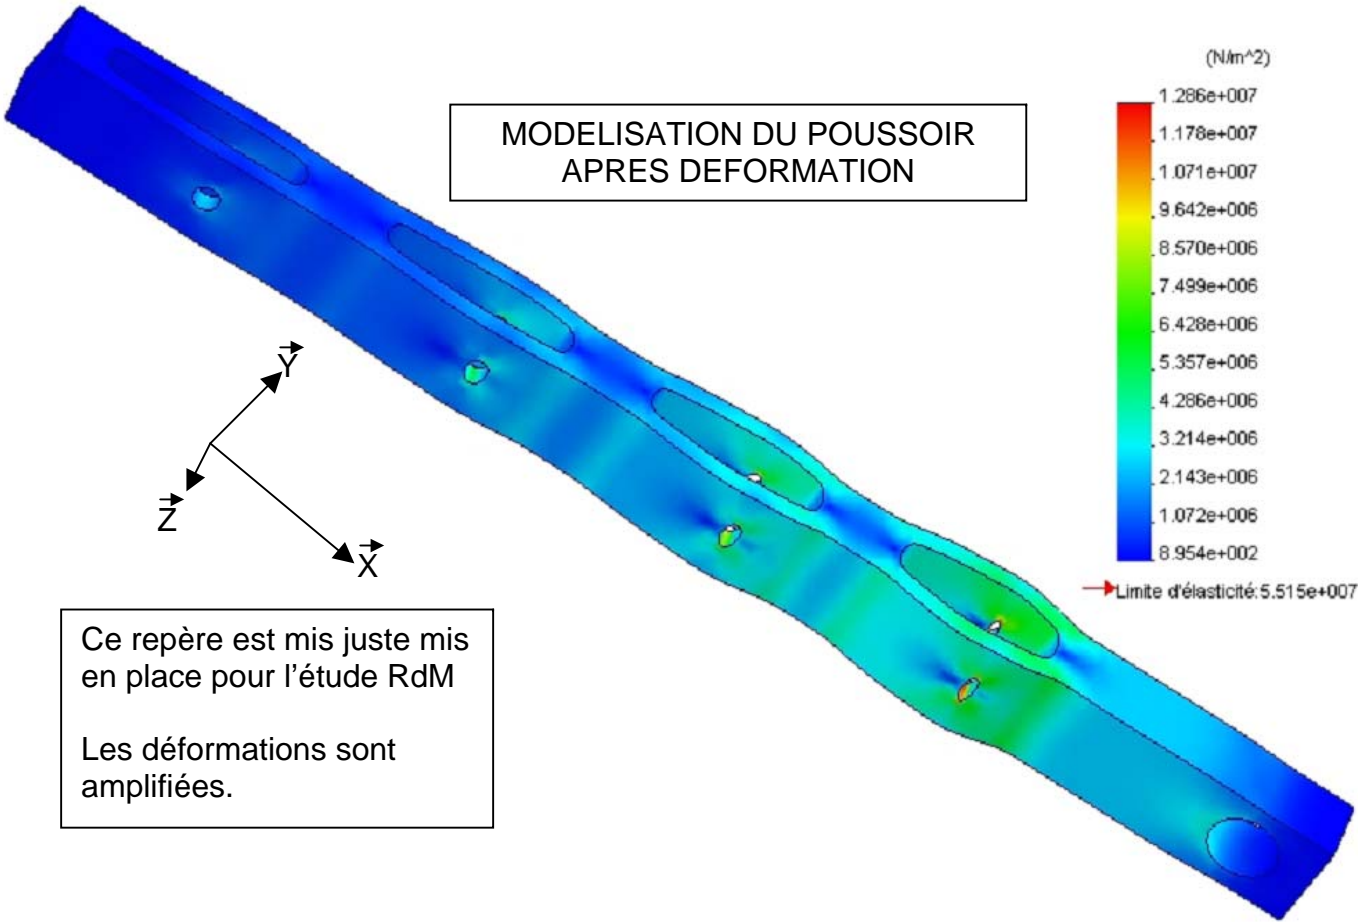 (N/m^2)
MODELISATION DU POUSSOIR
APRES DEFORMATION
1.286e+007
1.178e+007
1.071e+007
9.642e+006
8.570e+006
7.499e+006
6.428e+006
5.357e+006
4.286e+006
3.214e+006
2.143e+006
1.072e+006
8.954e+002
Limite d'élasticité: 5.515e+007
Y
Z
X
Ce repère est mis juste mis
en place pour l'étude RdM
Les déformations sont
amplifiées.